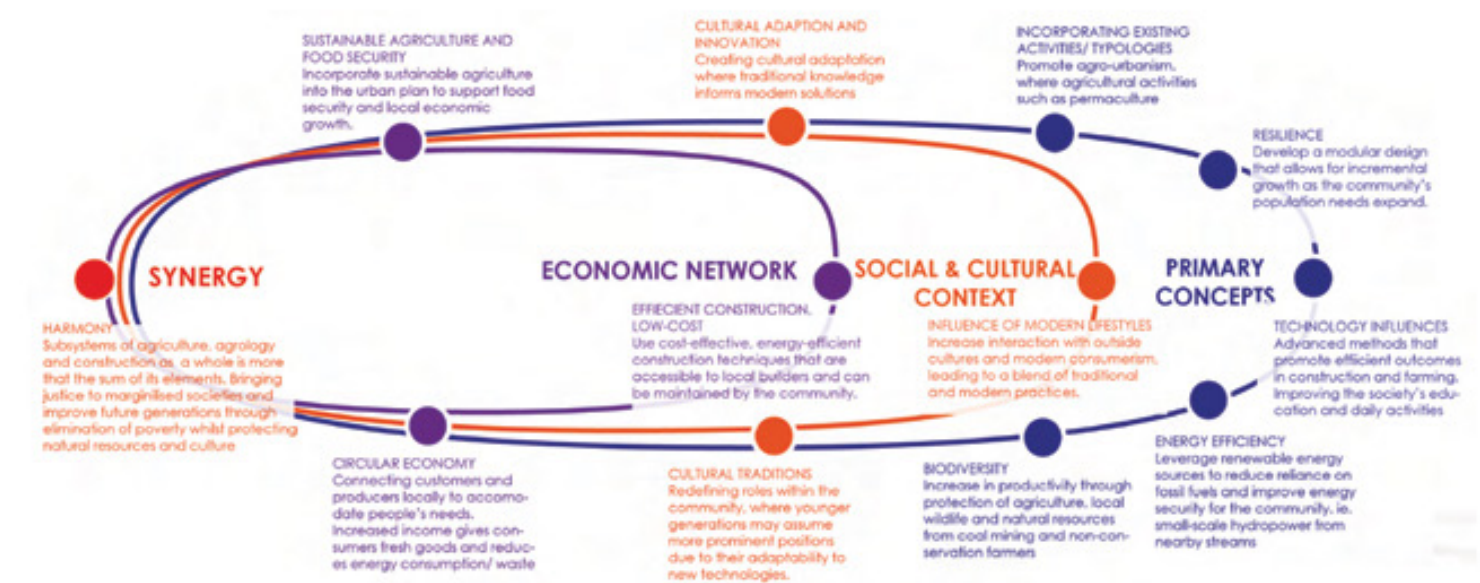 SUSTAINABLE AGRICULTURE AND
FOOD SECURITY
Incorporate sustainable agriculture
into the urban plan to support food
security and local economic
growth.
CULTURAL ADAPTION AND
INNOVATION
Creating cultural adaptation
where traditional knowledge
informs modern solutions
INCORPORATING EXISTING
ACTIVITIES/ TYPOLOGIES
Promote agro-urbanism,
where agricultural activities
such as permaculture
RESILIENCE
Develop a modular design
that allows for incremental
growth as the community's
population needs expand.
SYNERGY
ECONOMIC NETWORK
SOCIAL & CULTURAL
CONTEXT
PRIMARY
CONCEPTS
HARMONY
Subsystems of agriculture, agrology
and construction as a whole is more
that the sum of its elements. Bringing
justice to marginilised societies and
improve future generations through
elimination of poverty whilst protecting
natural resources and culture
EFFIECIENT CONSTRUCTION,
LOW-COST
Use cost-effective, energy-efficient
construction techniques that are
accessible to local builders and can
be maintained by the community.
INFLUENCE OF MODERN LIFESTYLES
Increase interaction with outside
cultures and modern consumerism,
leading to a blend of traditional
and modern practices.
TECHNOLOGY INFLUENCES
Advanced methods that
promote efficient outcomes
in construction and farming.
Improving the society's edu-
cation and daily activities
CIRCULAR ECONOMY
Connecting customers and
producers locally to accomo-
date people's needs.
Increased income gives con-
sumers fresh goods and reduc-
es energy consumption/ waste
CULTURAL TRADITIONS
Redefining roles within the
community, where younger
generations may assume
more prominent positions
due to their adaptability to
new technologies.
BIODIVERSITY
Increase in productivity through
protection of agriculture, local
wildlife and natural resources
from coal mining and non-con-
servation farmers
ENERGY EFFICIENCY
Leverage renewable energy
sources to reduce reliance on
fossil fuels and improve energy
security for the community, ie.
small-scale hydropower from
nearby streams